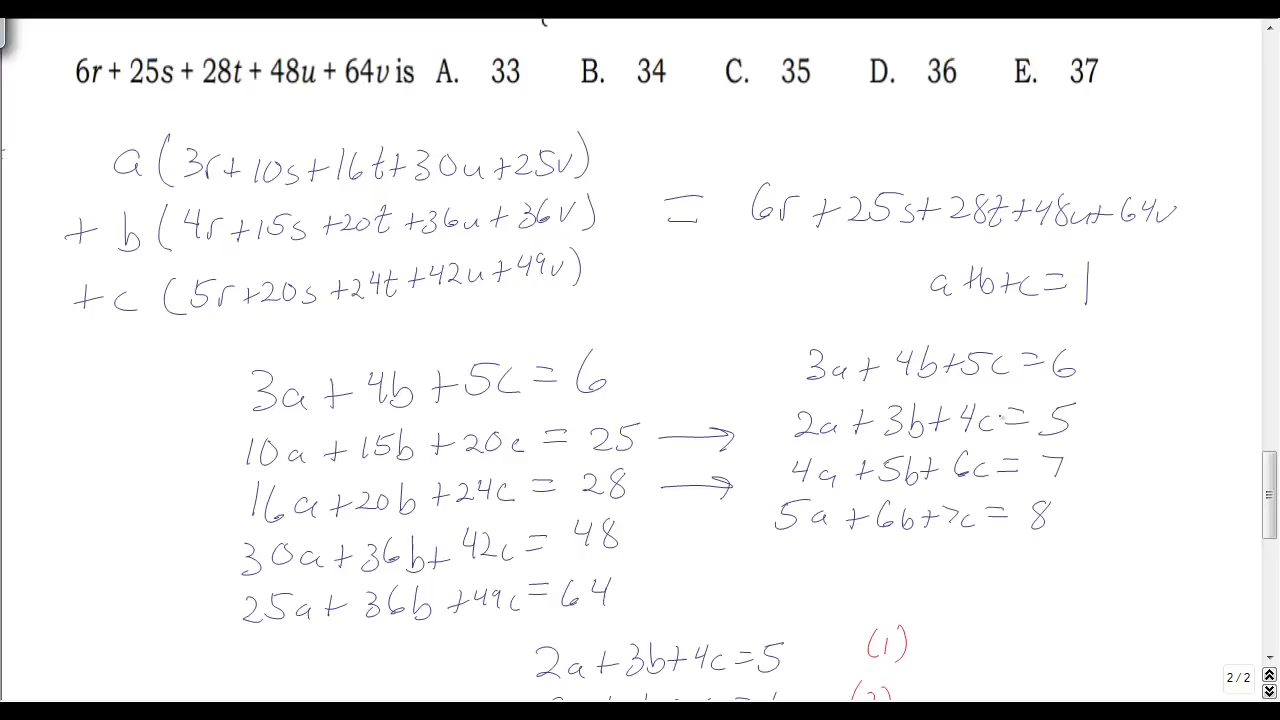 6r + 25s + 28t + 48u + 64v is A. 33 B. 34 C. 35 D. 36 E. 37
a(3r+10s+16t+30u+25v)
+ b(4r+15s+20t+36u+36v) = 6r+25s+28t+48u+64v
+c (5r+20s+24t+42u+49v)
a+b+c=1
3a+4b+5c=6
3a+4b+5c=6
10a+15b+20c=25 → 2a+3b+4c=5
16a+20b+24c=28 → 4a+5b+6c=7
30a+36b+42c=48
5a+6b+7c=8
25a+36b+49c=64
2a+3b+4c=5 (1)
(2)
2 / 2